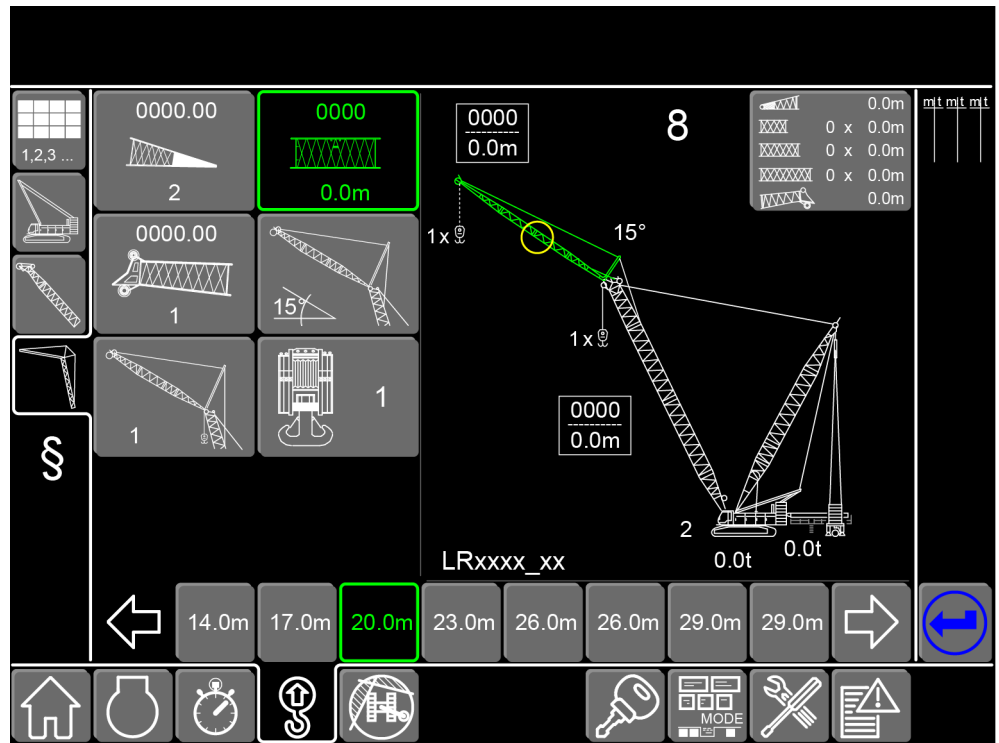 1,2,3 ...
§
0000.00
2
0000
0.0m
0000.00
1
15°
1
1
0000
0.0m
8
0.0m
0 x 0.0m
0 x 0.0m
0 x 0.0m
0.0m
m|t m|t m|t
1 x
15°
1 x
0000
0.0m
2
0.0t
0.0t
LRxxxx_xx
14.0m 17.0m 20.0m 23.0m 26.0m 26.0m 29.0m 29.0m
MODE